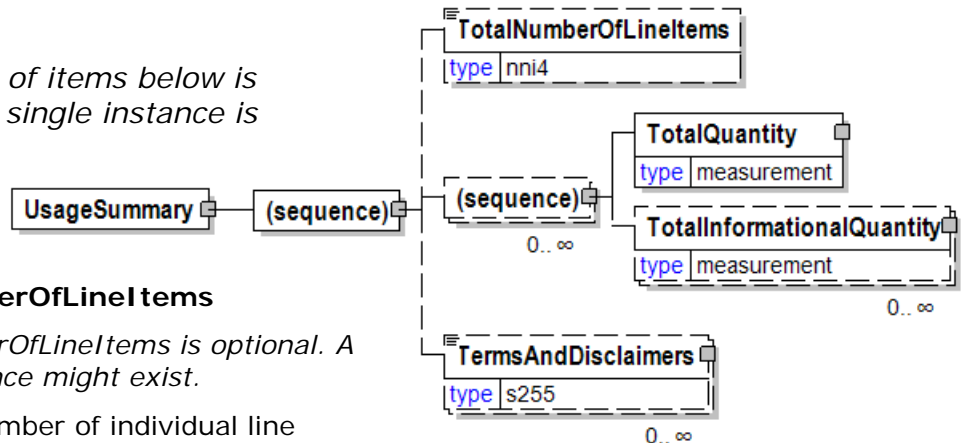 TotalNumberOfLineItems
type nni4
of items below is
single instance is
TotalQuantity
type measurement
UsageSummary
(sequence)
(sequence)
0.. ∞
TotalInformationalQuantity
type measurement
0.. ∞
erOfLineItems
rOfLineItems is optional. A
nce might exist.
TermsAndDisclaimers
type s255
mber of individual line
0.. ∞